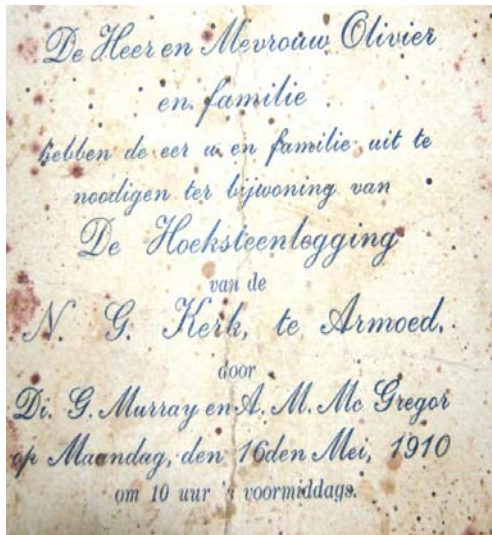 De Heer en Mevrouw Olivier
en familie
hebben de eer u en familie uit te
noodigen ter bijwoning van
De Hoeksteenlegging
van de
N. G. Kerk, te Armoed,
door
Di. G. Murray en A. M. Mc Gregor
op Maandag, den 16den Mei, 1910
om 10 uur 's voormiddags.